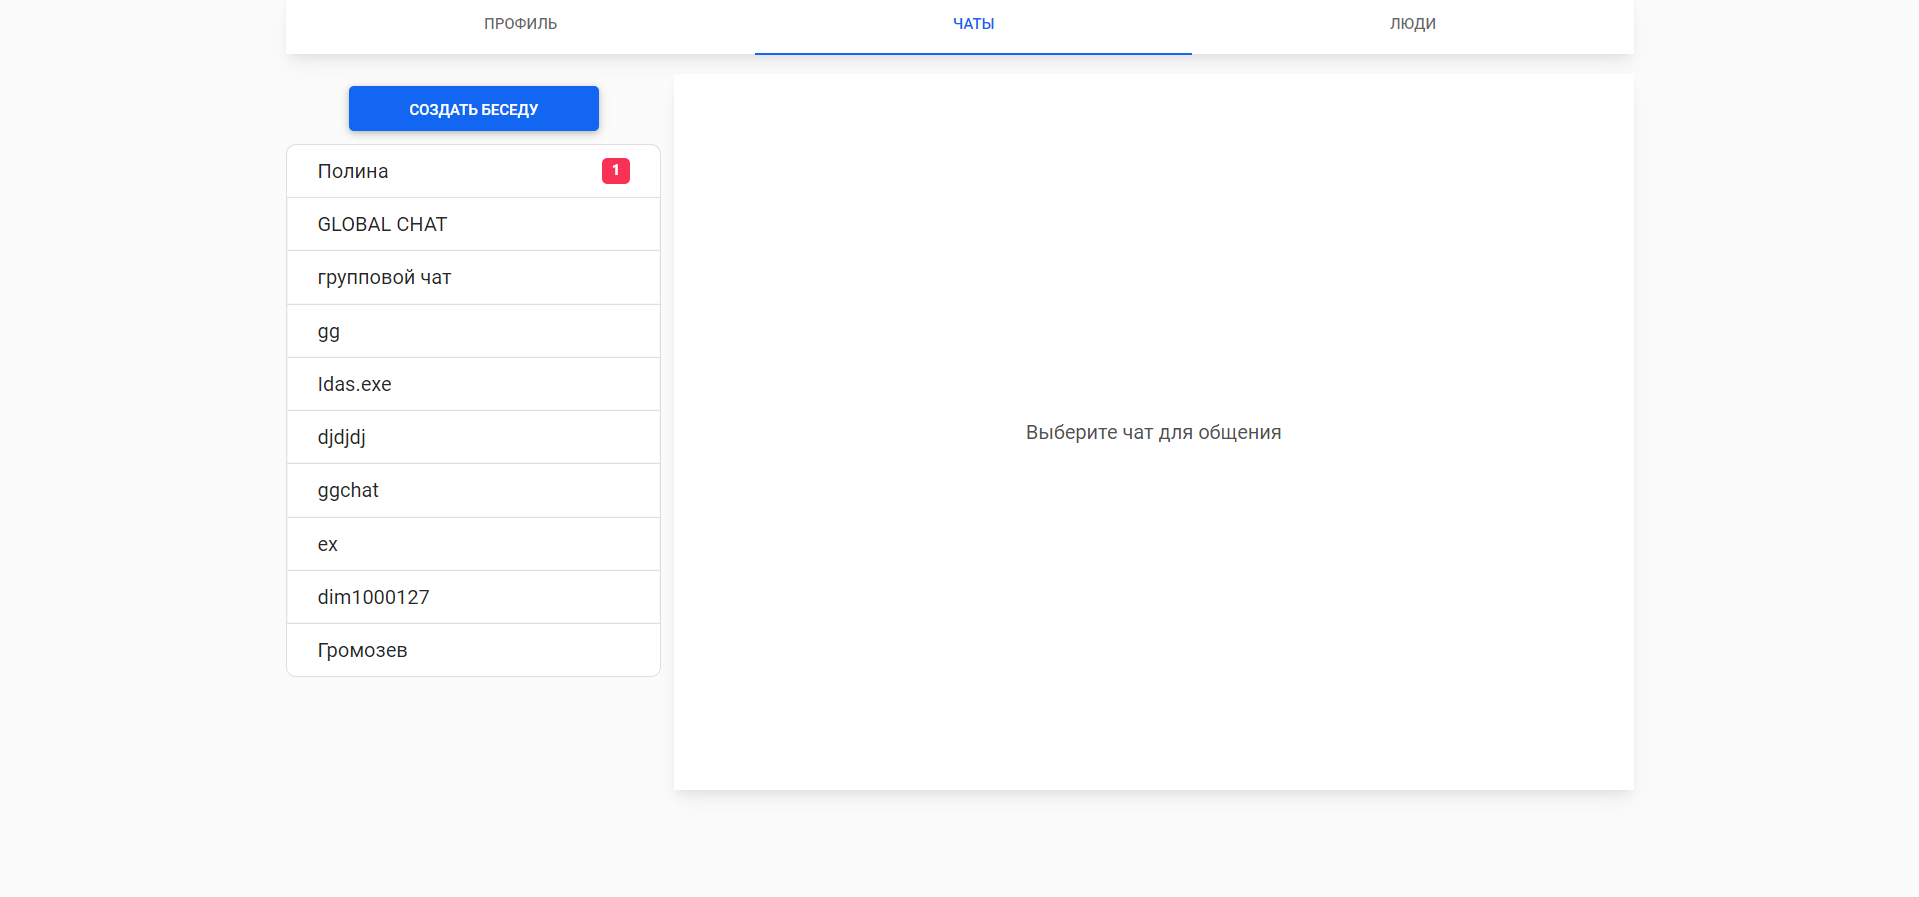 ПРОФИЛЬ
ЧАТЫ
ЛЮДИ
СОЗДАТЬ БЕСЕДУ
Полина 1
GLOBAL CHAT
групповой чат
gg
Idas.exe
djdjdj
ggchat
ex
dim1000127
Громозев
Выберите чат для общения